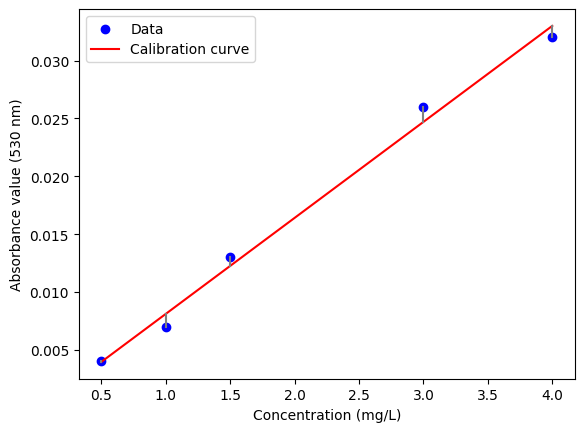 Data
Calibration curve
0.030
0.025
0.020
0.015
0.010
0.005
Absorbance value (530 nm)
0.5 1.0 1.5 2.0 2.5 3.0 3.5 4.0
Concentration (mg/L)